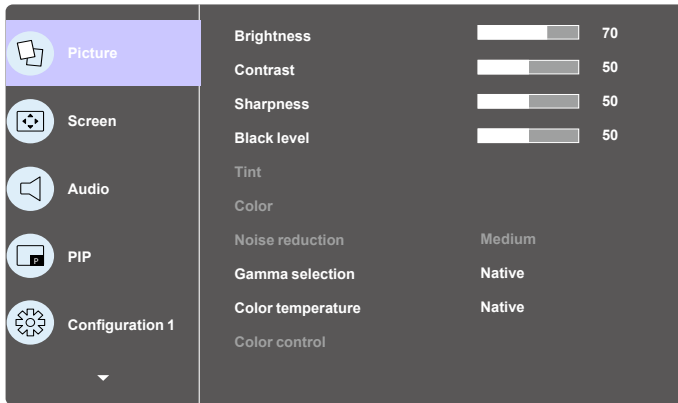 Picture
Screen
Audio
P
PIP
Configuration 1
Brightness 70
Contrast 50
Sharpness 50
Black level 50
Tint
Color
Noise reduction Medium
Gamma selection Native
Color temperature Native
Color control